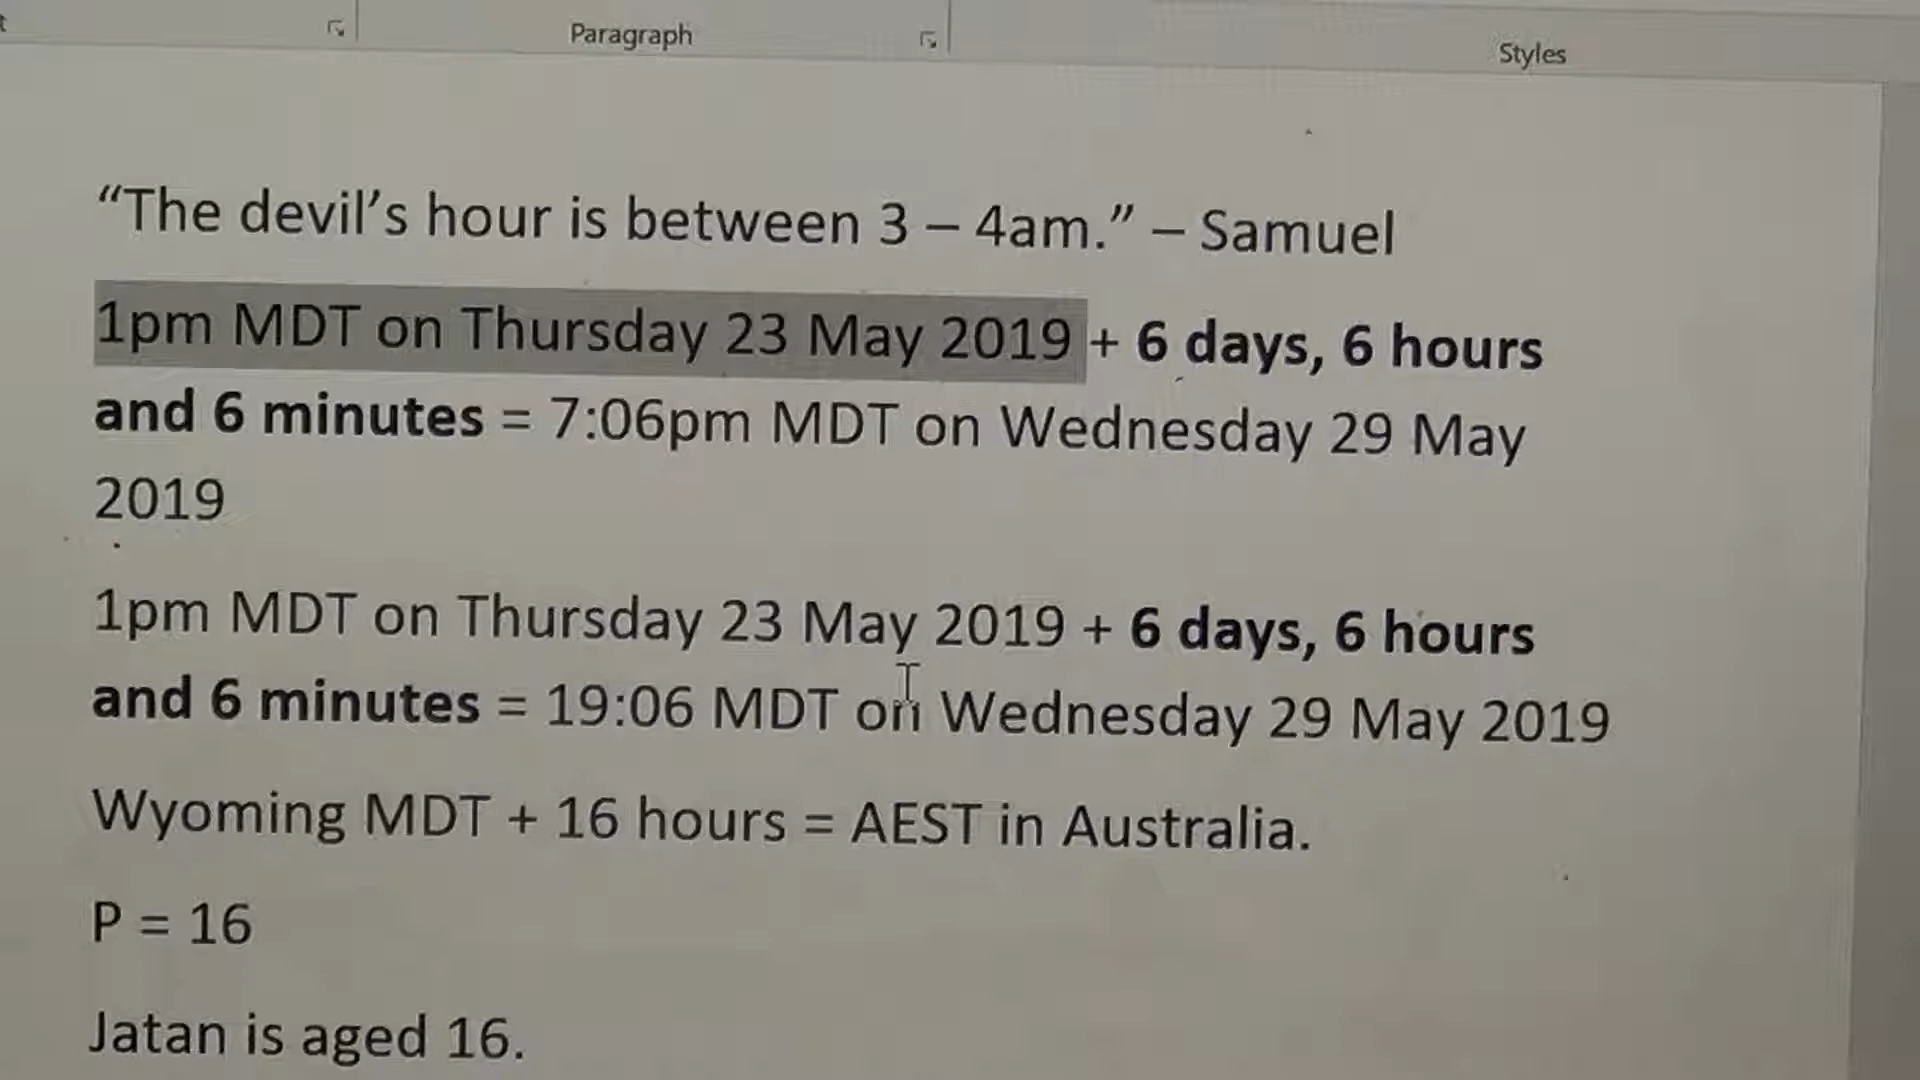 Paragraph
Styles
“The devil’s hour is between 3 – 4am.” – Samuel
1pm MDT on Thursday 23 May 2019 + 6 days, 6 hours
and 6 minutes = 7:06pm MDT on Wednesday 29 May
2019
1pm MDT on Thursday 23 May 2019 + 6 days, 6 hours
and 6 minutes = 19:06 MDT on Wednesday 29 May 2019
Wyoming MDT + 16 hours = AEST in Australia.
P = 16
Jatan is aged 16.